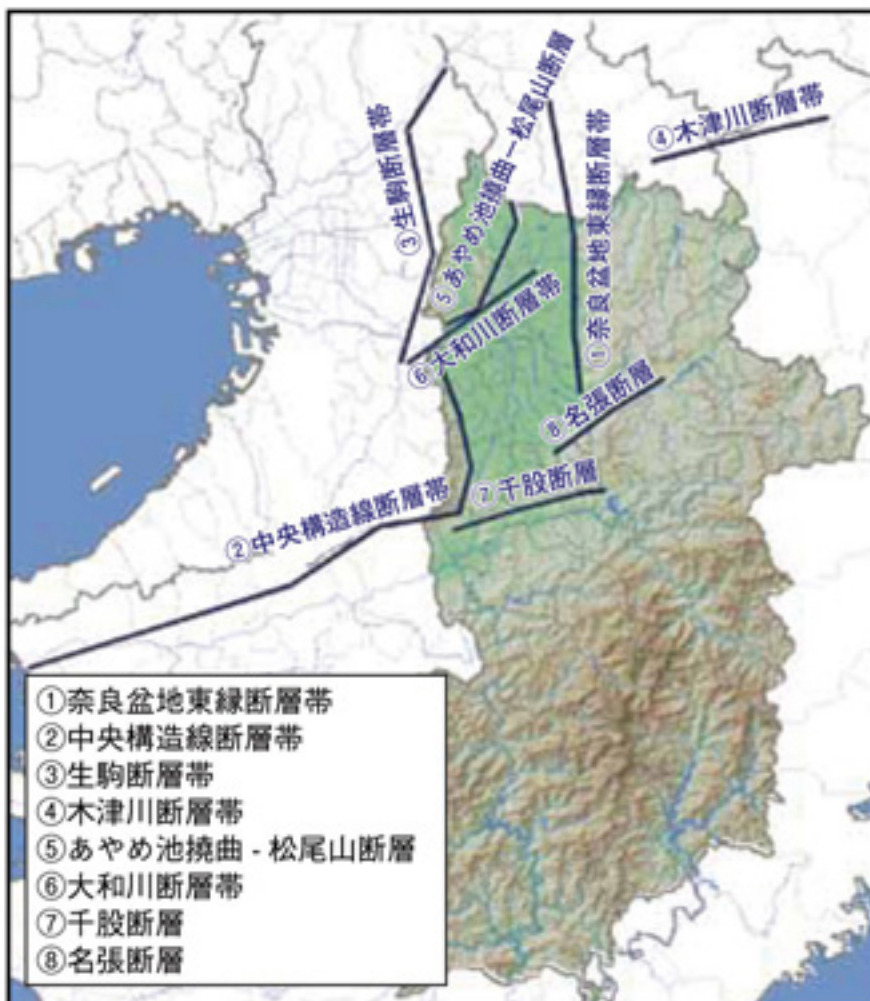 ⑤あやめ池撓曲ー松尾山断層
④木津川断層帯
③生駒断層帯
①奈良盆地東縁断層帯
⑥大和川断層帯
⑧名張断層
⑦千股断層
②中央構造線断層帯
①奈良盆地東縁断層帯
②中央構造線断層帯
③生駒断層帯
④木津川断層帯
⑤あやめ池撓曲 - 松尾山断層
⑥大和川断層帯
⑦千股断層
⑧名張断層